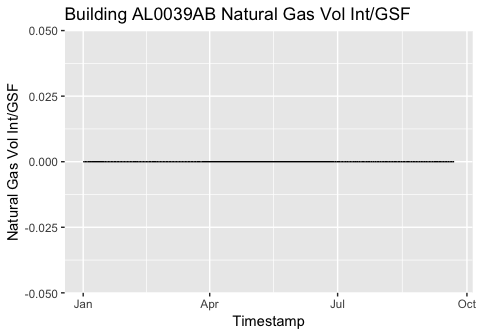 Building AL0039AB Natural Gas Vol Int/GSF
0.050
0.025
0.000
-0.025
-0.050
Natural Gas Vol Int/GSF
Jan Apr Jul Oct
Timestamp